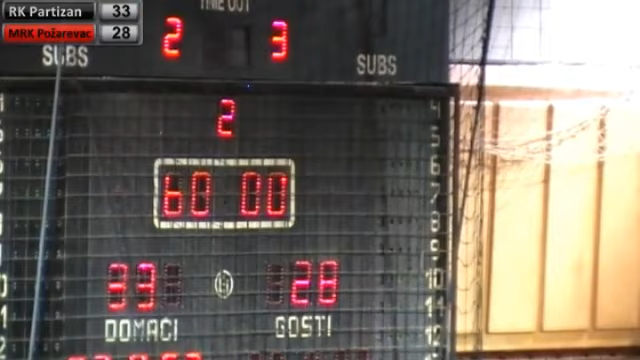 RK Partizan 33
MRK Požarevac 28
TIME OUT
2 3
SUBS SUBS
2
60 00
33 28
DOMACI GOSTI